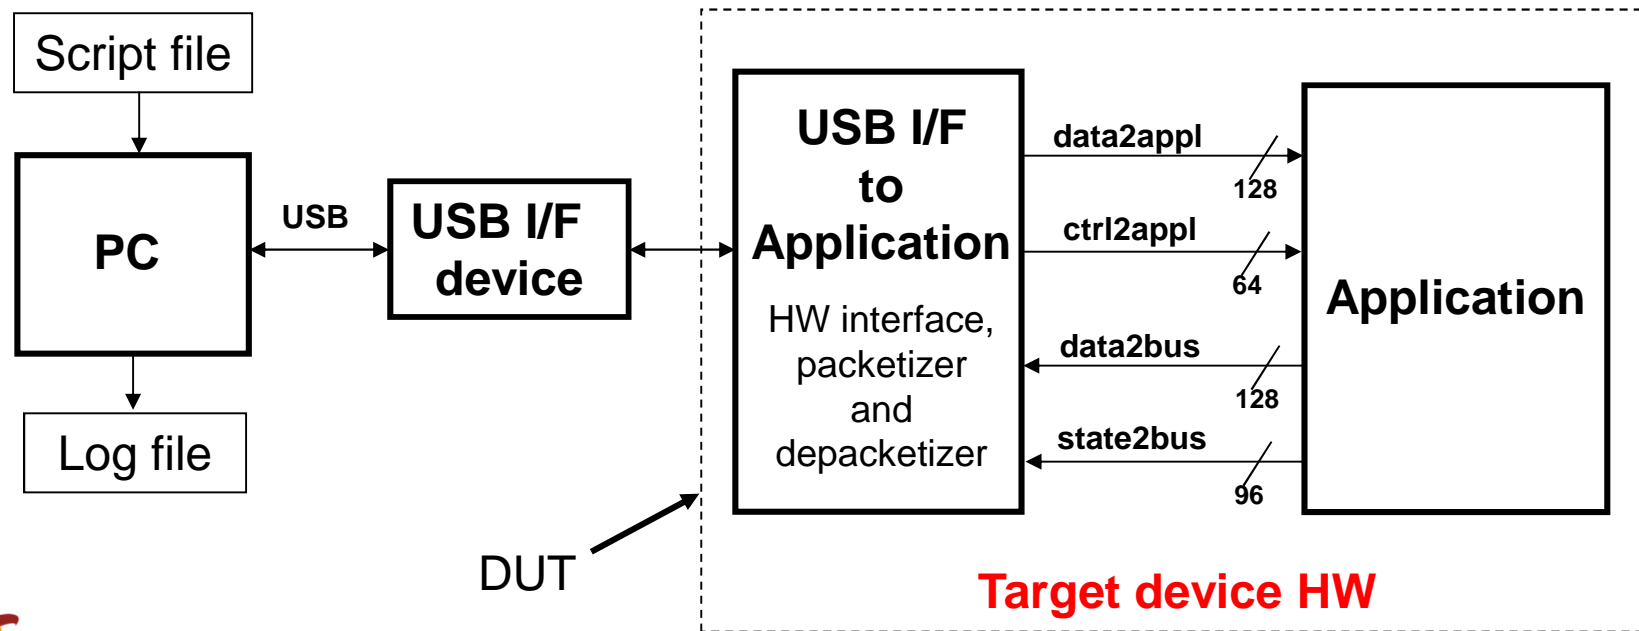 Script file
PC
Log file
USB
USB I/F
device
DUT
USB I/F
to
Application
HW interface,
packetizer
and
depacketizer
data2appl
128
ctrl2appl
64
data2bus
128
state2bus
96
Application
Target device HW